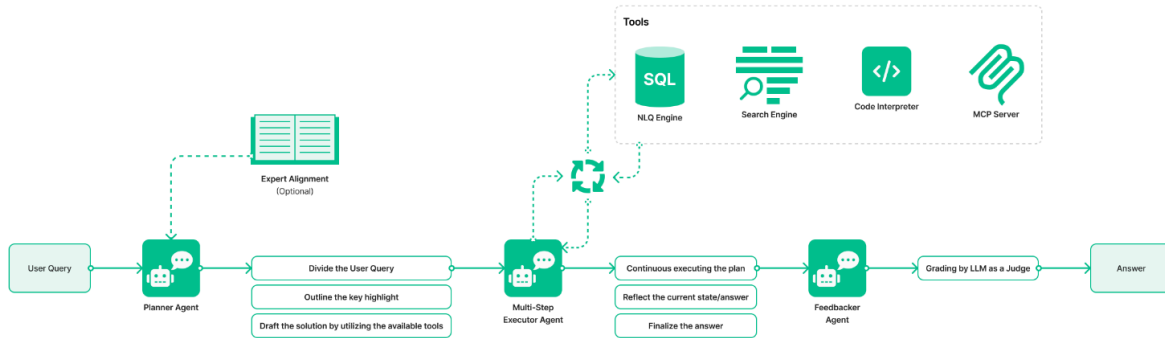 Tools
SQL
NLQ Engine
Search Engine
</>
Code Interpreter
MCP Server
Expert Alignment
(Optional)
User Query
Planner Agent
Divide the User Query
Outline the key highlight
Draft the solution by utilizing the available tools
Multi-Step
Executor Agent
Continuous executing the plan
Reflect the current state/answer
Finalize the answer
Feedbacker
Agent
Grading by LLM as a Judge
Answer